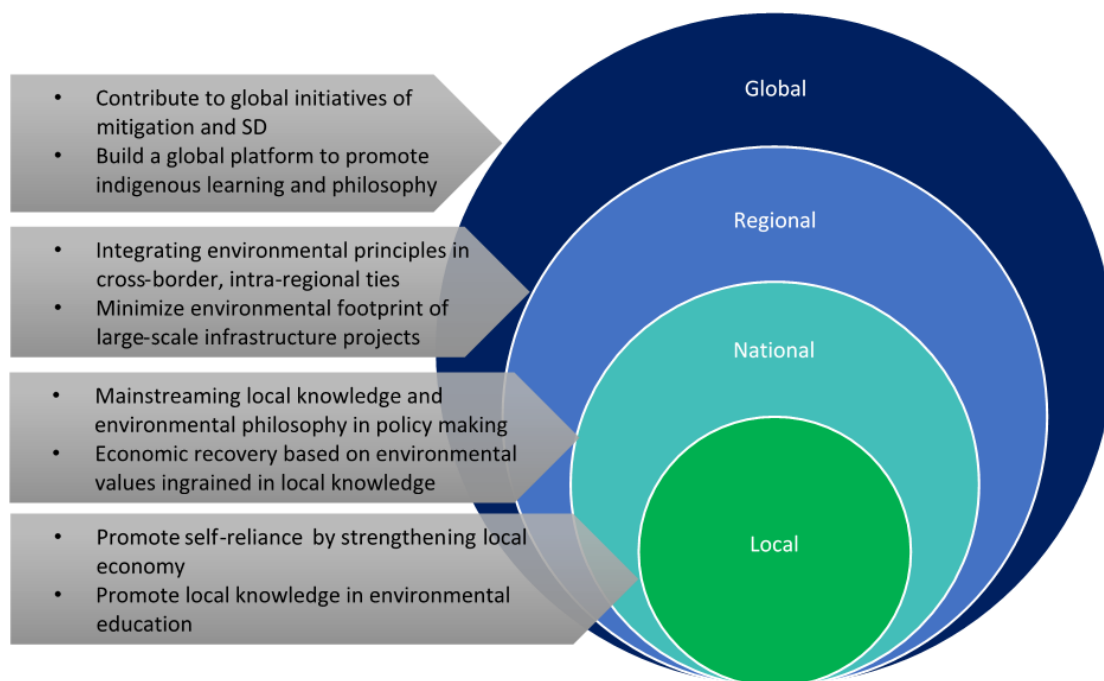 • Contribute to global initiatives of
mitigation and SD
• Build a global platform to promote
indigenous learning and philosophy
• Integrating environmental principles in
cross-border, intra-regional ties
• Minimize environmental footprint of
large-scale infrastructure projects
• Mainstreaming local knowledge and
environmental philosophy in policy making
• Economic recovery based on environmental
values ingrained in local knowledge
• Promote self-reliance by strengthening local
economy
• Promote local knowledge in environmental
education
Global
Regional
National
Local